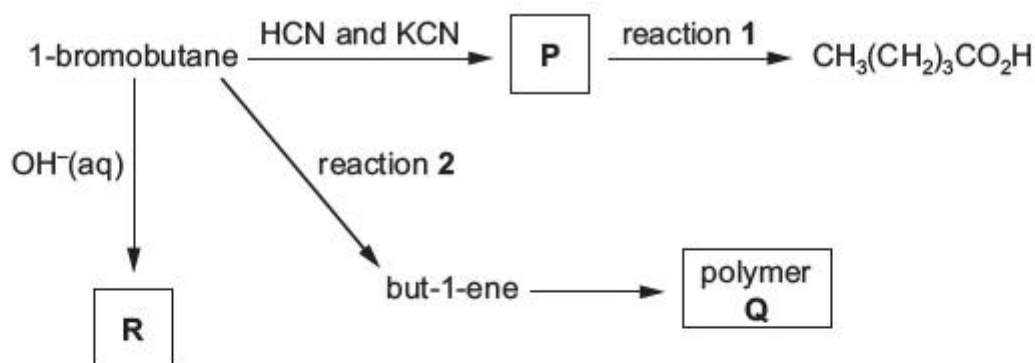 1-bromobutane
HCN and KCN
P
reaction 1
CH₃(CH₂)₃CO₂H
OH⁻(aq)
reaction 2
R
but-1-ene
polymer
Q